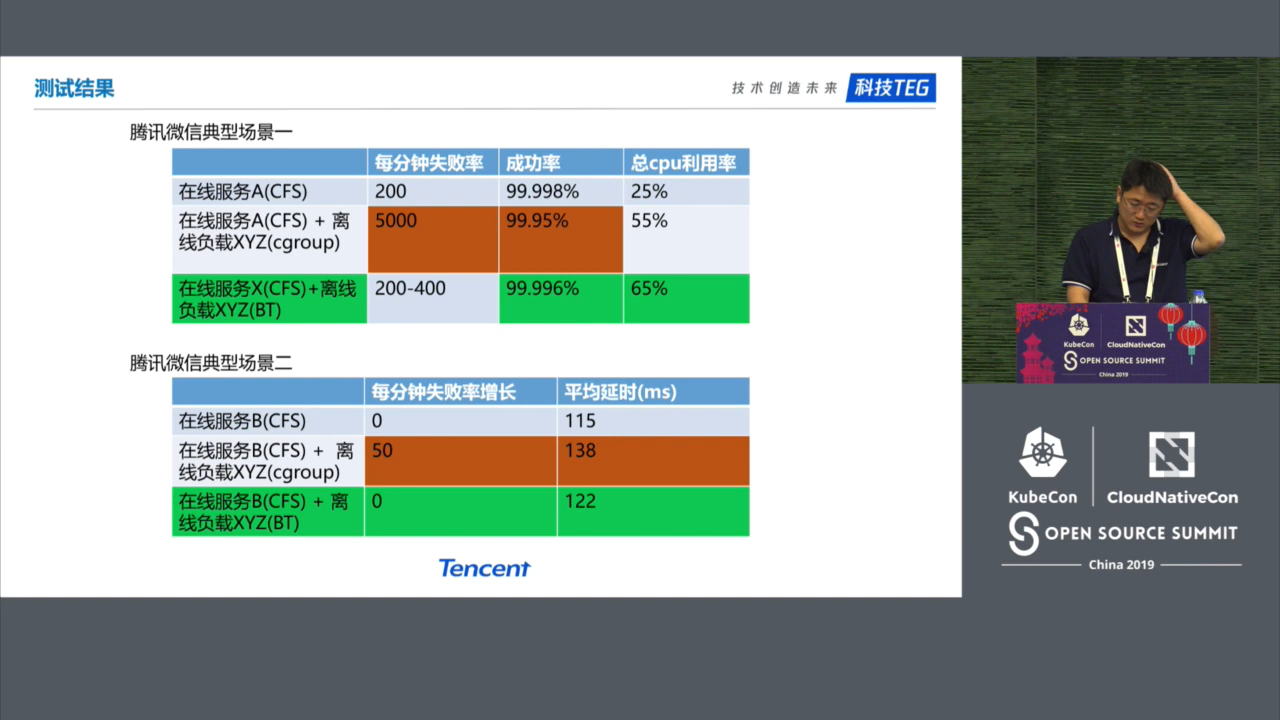 测试结果
技术创造未来
科技TEG
腾讯微信典型场景一
每分钟失败率 成功率 总cpu利用率
在线服务A(CFS) 200 99.998% 25%
在线服务A(CFS) + 离 5000 99.95% 55%
线负载XYZ(cgroup)
在线服务X(CFS)+离线 200-400 99.996% 65%
负载XYZ(BT)
腾讯微信典型场景二
每分钟失败率增长 平均延时(ms)
在线服务B(CFS) 0 115
在线服务B(CFS) + 离 50 138
线负载XYZ(cgroup)
在线服务B(CFS) + 离 0 122
线负载XYZ(BT)
Tencent
KubeCon CloudNativeCon
OPEN SOURCE SUMMIT
China 2019
KubeCon CloudNativeCon
OPEN SOURCE SUMMIT
China 2019